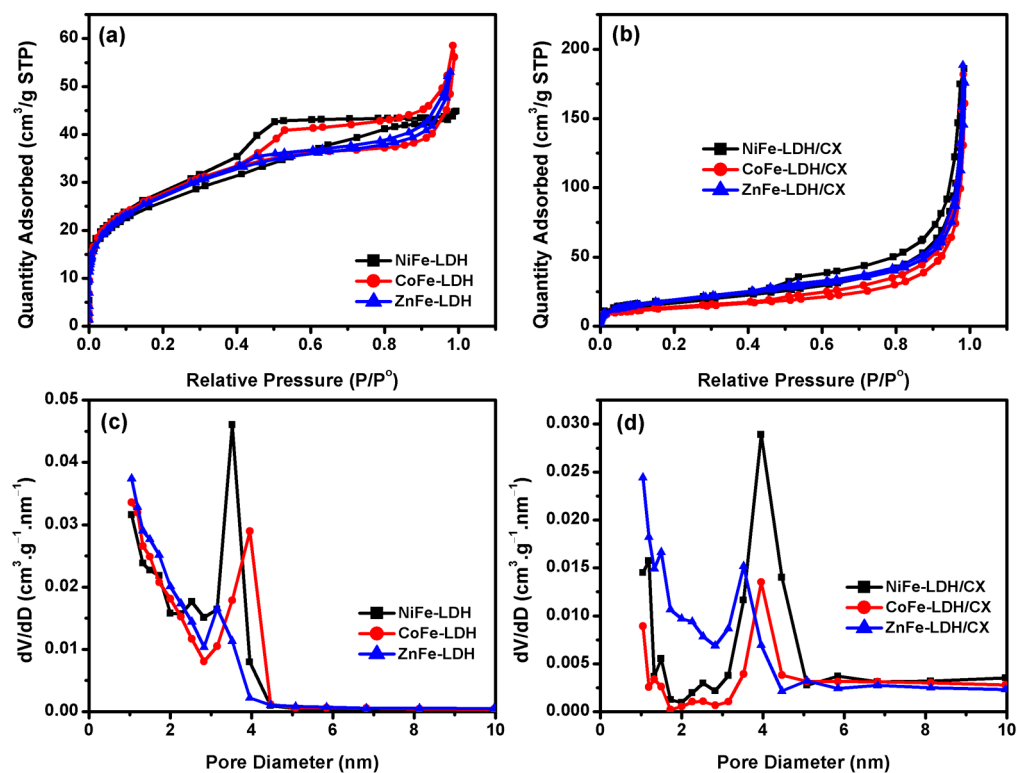 (a)
Quantity Adsorbed (cm³/g STP)
60
50
40
30
20
10
0
NiFe-LDH
CoFe-LDH
ZnFe-LDH
0.0 0.2 0.4 0.6 0.8 1.0
Relative Pressure (P/P°)
(b)
Quantity Adsorbed (cm³/g STP)
200
150
100
50
0
NiFe-LDH/CX
CoFe-LDH/CX
ZnFe-LDH/CX
0.0 0.2 0.4 0.6 0.8 1.0
Relative Pressure (P/P°)
(c)
dV/dD (cm³.g⁻¹.nm⁻¹)
0.05
0.04
0.03
0.02
0.01
0.00
NiFe-LDH
CoFe-LDH
ZnFe-LDH
0 2 4 6 8 10
Pore Diameter (nm)
(d)
dV/dD (cm³.g⁻¹.nm⁻¹)
0.030
0.025
0.020
0.015
0.010
0.005
0.000
NiFe-LDH/CX
CoFe-LDH/CX
ZnFe-LDH/CX
0 2 4 6 8 10
Pore Diameter (nm)